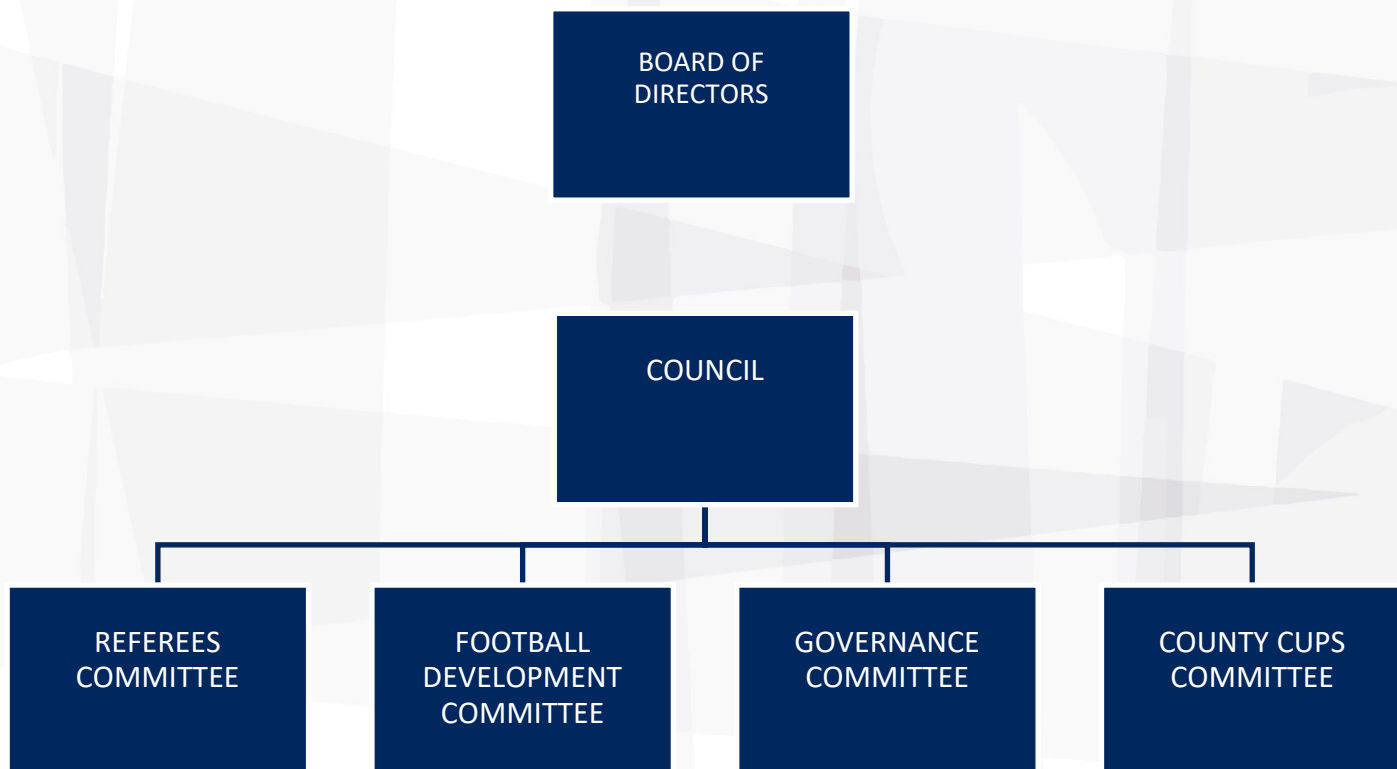 BOARD OF
DIRECTORS
COUNCIL
REFEREES
COMMITTEE
FOOTBALL
DEVELOPMENT
COMMITTEE
GOVERNANCE
COMMITTEE
COUNTY CUPS
COMMITTEE